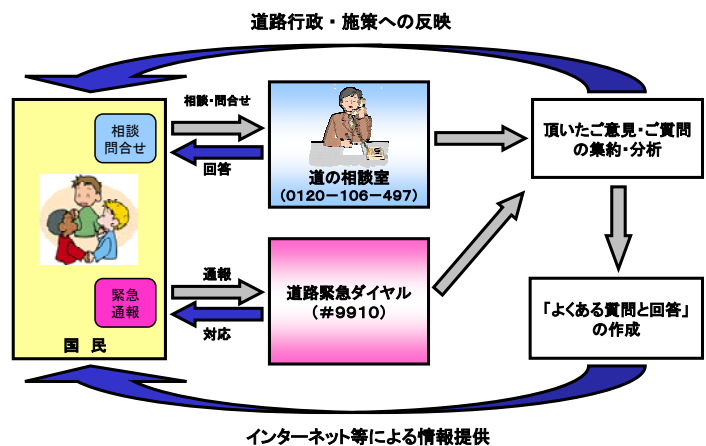 道路行政・施策への反映
相談・問合せ
回答
相談
問合せ
道の相談室
(0120－106－497)
頂いたご意見・ご質問
の集約・分析
緊急
通報
国 民
通報
対応
道路緊急ダイヤル
(＃9910)
「よくある質問と回答」
の作成
インターネット等による情報提供